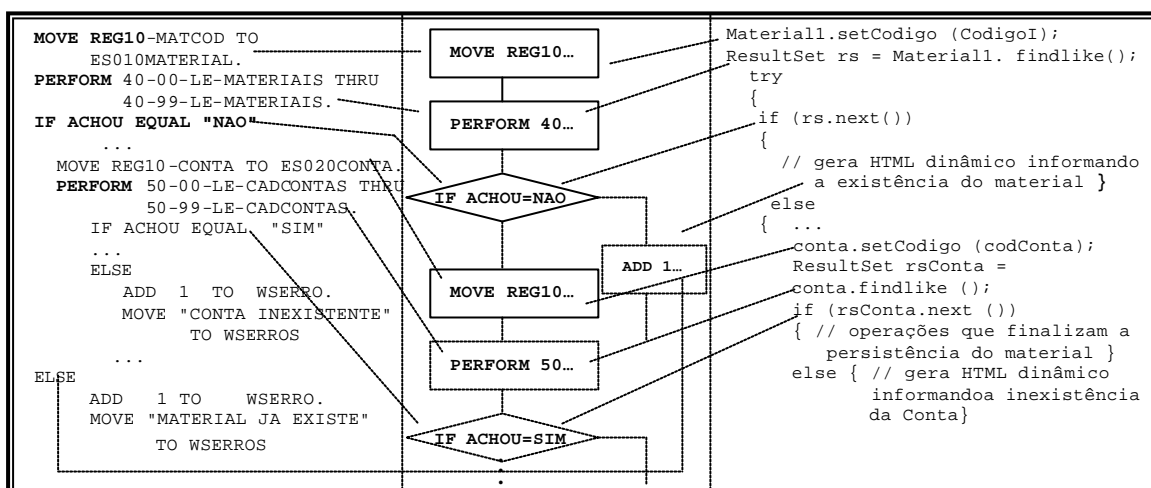 MOVE REG10-MATCOD TO
ES010MATERIAL.
PERFORM 40-00-LE-MATERIAIS THRU
40-99-LE-MATERIAIS.
IF ACHOU EQUAL "NAO"
...
MOVE REG10-CONTA TO ES020CONTA.
PERFORM 50-00-LE-CADCONTAS THRU
50-99-LE-CADCONTAS.
IF ACHOU EQUAL "SIM"
...
ELSE
ADD 1 TO WSERRO.
MOVE "CONTA INEXISTENTE"
TO WSERROS
...
ELSE
ADD 1 TO WSERRO.
MOVE "MATERIAL JA EXISTE"
TO WSERROS
MOVE REG10…
PERFORM 40…
IF ACHOU=NAO
ADD 1…
MOVE REG10…
PERFORM 50…
IF ACHOU=SIM
Material1.setCodigo (CodigoI);
ResultSet rs = Material1. findlike();
try
{
if (rs.next())
{
// gera HTML dinâmico informando
a existência do material }
else
{ ...
conta.setCodigo (codConta);
ResultSet rsConta =
conta.findlike ();
if (rsConta.next ())
{ // operações que finalizam a
persistência do material }
else { // gera HTML dinâmico
informandoa inexistência
da Conta}